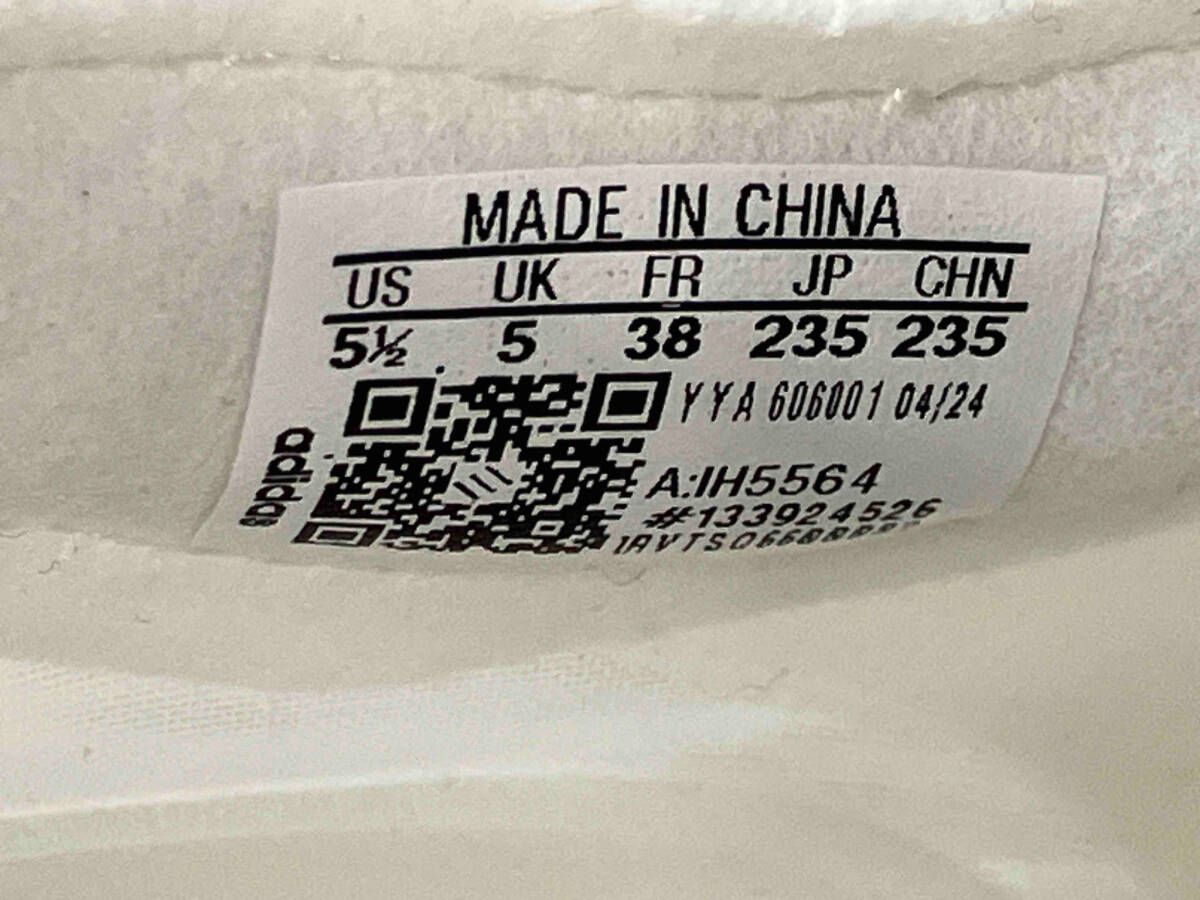 MADE IN CHINA
US UK FR JP CHN
5½ 5 38 235 235
YYA 606001 04/24
adidas
A:IH5564
#133924526